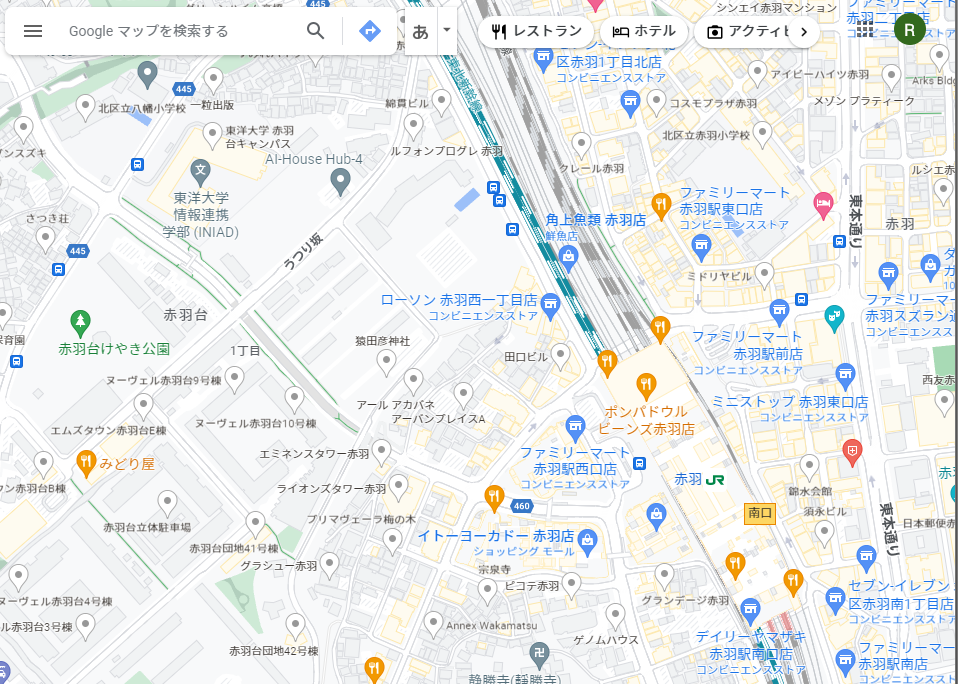 Google マップを検索する
あ
レストラン
ホテル
R
445
シンエイ赤羽マンション
ファミリーマート
区赤羽1丁目北店
コンビニエンスストア
アイビーハイツ赤羽
Arks
メゾン プラティーク
コスモプラザ赤羽
北区立赤羽小学校
445
一粒出版
北区立八幡小学校
綿貫ビル
東洋大学 赤羽
台キャンパス
ルフォンプログレ 赤羽
AI-House Hub-4
クレール赤羽
東洋大学
情報連携
学部 (INIAD)
さつき荘
445
うつり坂
角上魚類 赤羽店
鮮魚店
ファミリーマート
赤羽駅東口店
コンビニエンスストア
東本通り
赤羽
ミドリヤビル
ローソン 赤羽西一丁目店
コンビニエンスストア
赤羽台
赤羽台けやき公園
1丁目
猿田彦神社
田口ビル
ファミリーマート
赤羽駅前店
コンビニエンスストア
赤羽スズラン通
ヌーヴェル赤羽台9号棟
アール アカバネ
アーバンプレイスA
ヌーヴェル赤羽台10号棟
エムズタウン赤羽台E棟
ポンパドウル
ビーンズ赤羽店
ミニストップ 赤羽東口店
コンビニエンスストア
みどり屋
エミネンスタワー赤羽
ファミリーマート
赤羽駅西口店
コンビニエンスストア
ライオンズタワー赤羽
赤羽
JR
南口
錦水会館
須永ビル
460
赤羽台立体駐車場
プリマヴェーラ梅の木
イトーヨーカドー 赤羽店
ショッピング モール
東本通り
日本郵便赤
赤羽台団地41号棟
グラシュー赤羽
宗泉寺
ピコテ赤羽
グランデージ赤羽
セブン-イレブン
区赤羽南1丁目店
コンビニエンスストア
ヌーヴェル赤羽台4号棟
ル赤羽台3号棟
Annex Wakamatsu
ゲノムハウス
デイリーヤマザキ
赤羽駅南口店
コンビニエンスストア
ファミリーマー
赤羽駅南店
コンビニエンスストア
赤羽台団地42号棟
静勝寺(靜勝寺)